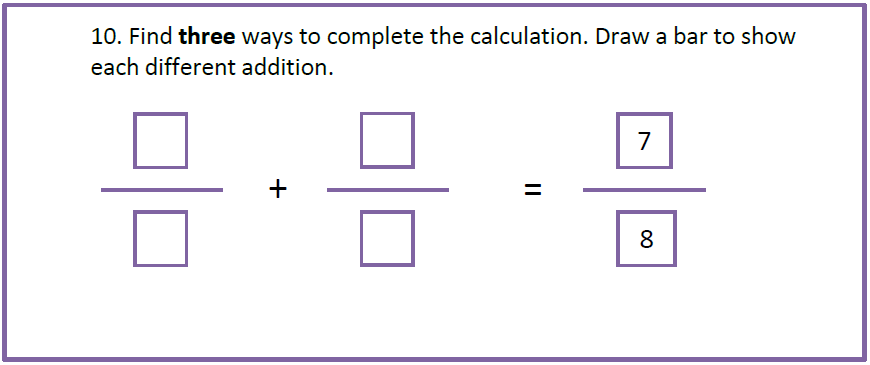 10. Find three ways to complete the calculation. Draw a bar to show
each different addition.
7
+ =
8